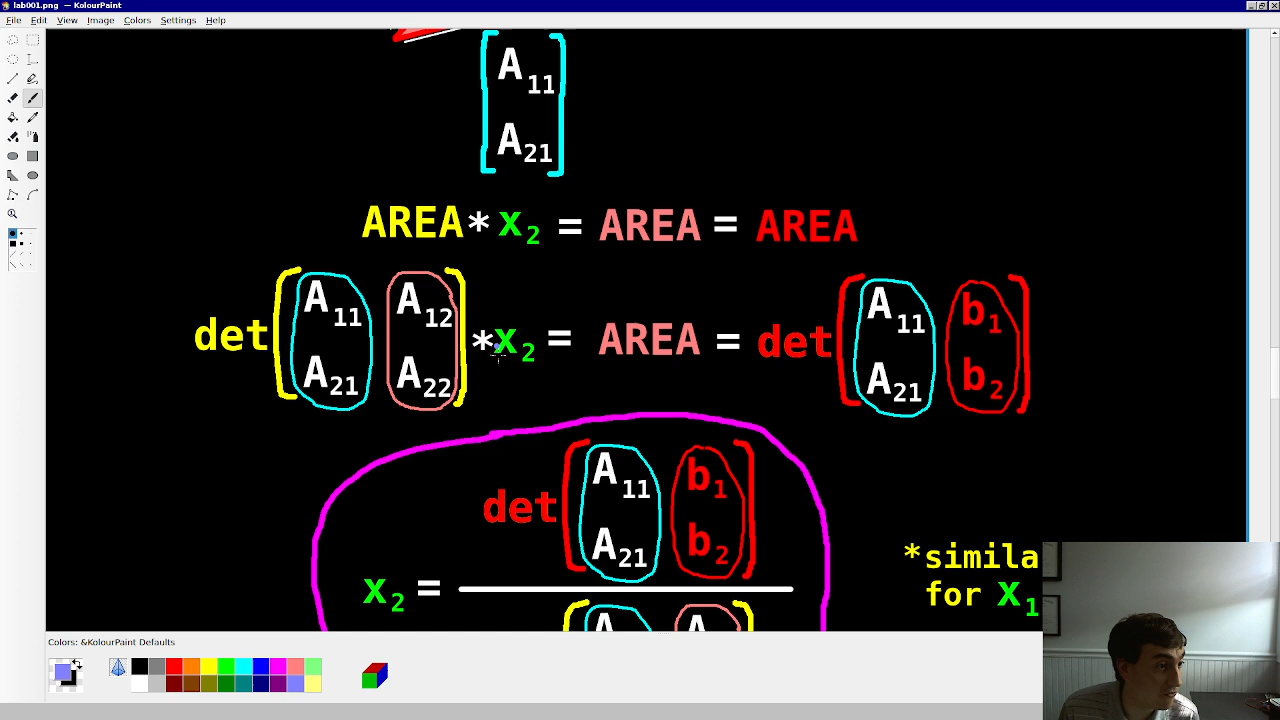 lab001.png — KolourPaint
File Edit View Image Colors Settings Help
A11
A21
AREA * x2 = AREA = AREA
det [ A11 A12 ] * x2 = AREA = det [ A11 b1 ]
A21 A22 A21 b2
det [ A11 b1 ]
A21 b2
x2 =
*simila
for x1
A A
Colors: &KolourPaint Defaults